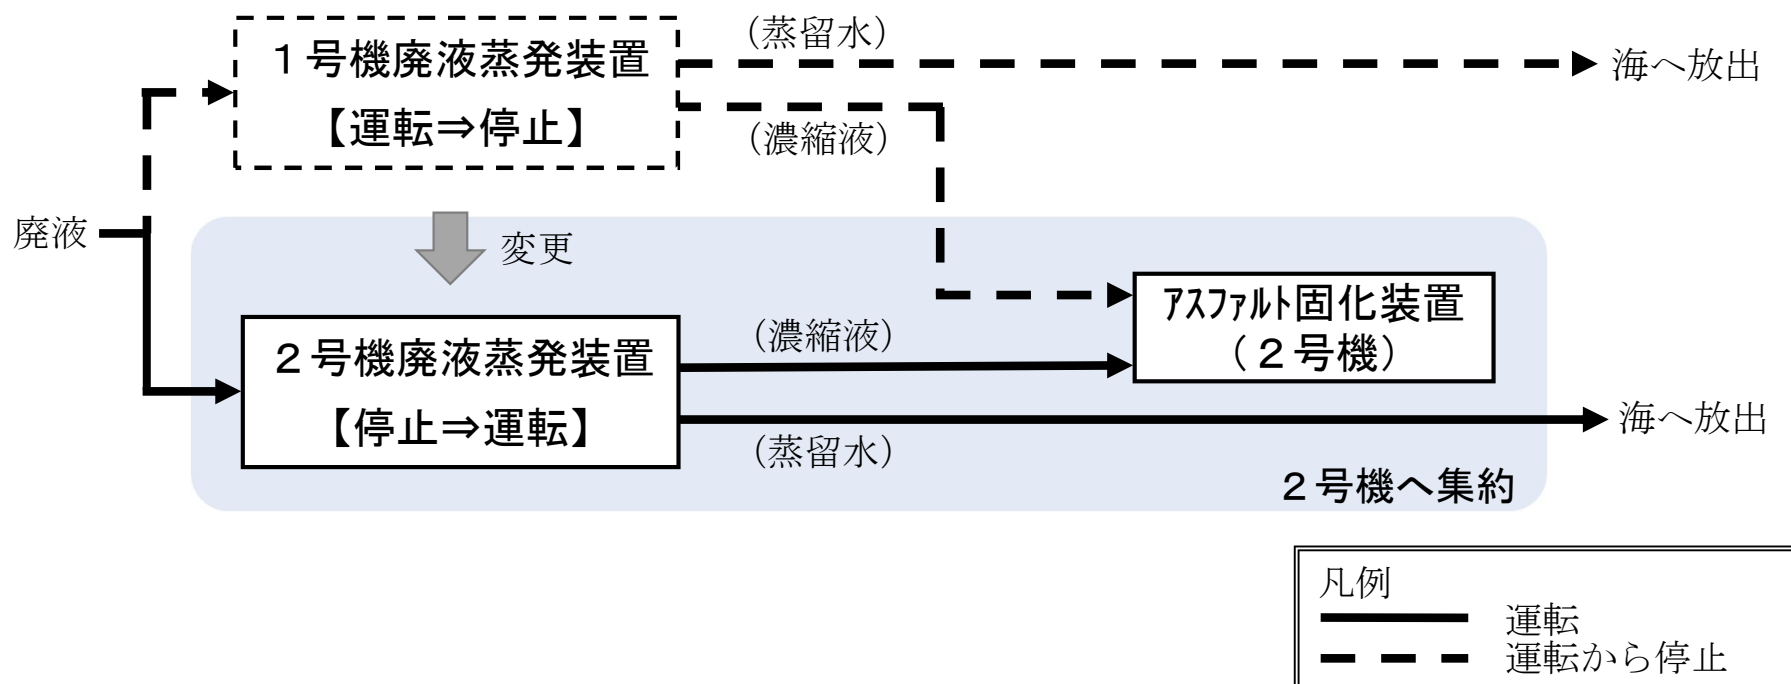 １号機廃液蒸発装置
【運転⇒停止】
（蒸留水）
海へ放出
（濃縮液）
廃液
変更
２号機廃液蒸発装置
【停止⇒運転】
（濃縮液）
ｱｽﾌｧﾙﾄ固化装置
（２号機）
（蒸留水）
海へ放出
２号機へ集約
凡例
運転
運転から停止